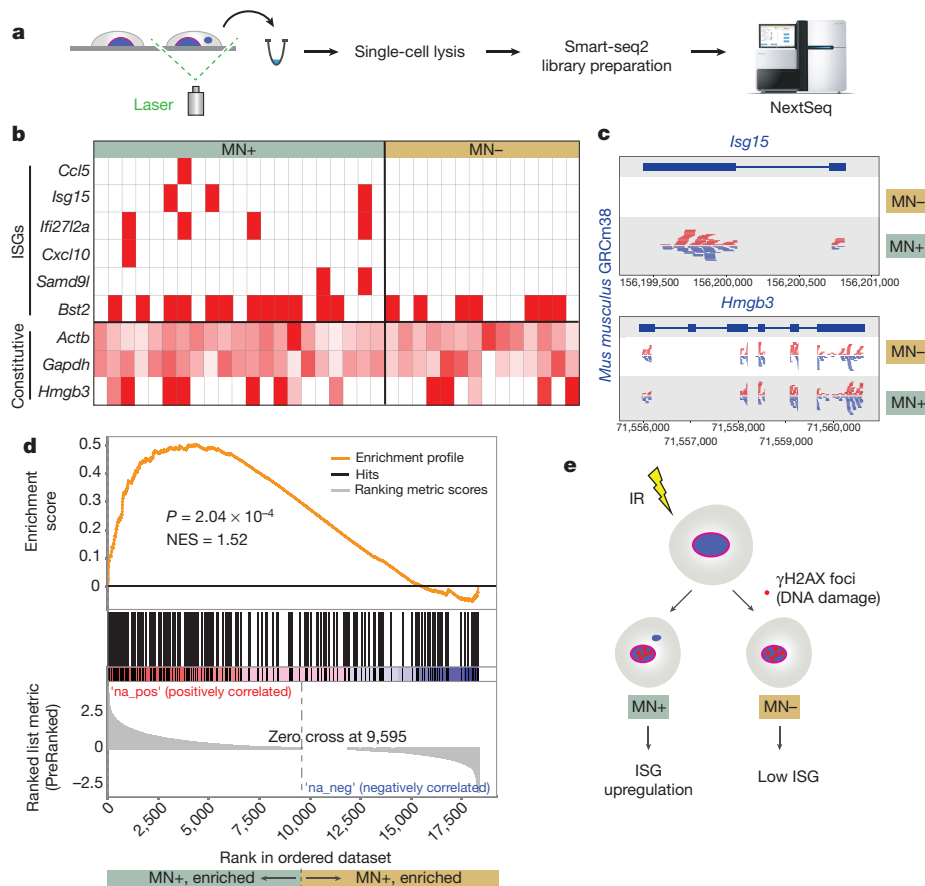 a
Laser
Single-cell lysis
Smart-seq2
library preparation
NextSeq
b
MN+
MN–
ISGs
Ccl5
Isg15
Ifi27l2a
Cxcl10
Samd9l
Bst2
Constitutive
Actb
Gapdh
Hmgb3
c
Isg15
MN–
MN+
156,199,500
156,200,000
156,200,500
156,201,000
Mus musculus GRCm38
Hmgb3
MN–
MN+
71,556,000
71,557,000
71,558,000
71,559,000
71,560,000
d
Enrichment
score
0.5
0.4
0.3
0.2
0.1
0
Enrichment profile
Hits
Ranking metric scores
P = 2.04 × 10–4
NES = 1.52
Ranked list metric
(PreRanked)
2.5
0
–2.5
'na_pos' (positively correlated)
Zero cross at 9,595
'na_neg' (negatively correlated)
0
2,500
5,000
7,500
10,000
12,500
15,000
17,500
Rank in ordered dataset
MN+, enriched
MN+, enriched
e
IR
γH2AX foci
(DNA damage)
MN+
MN–
ISG
upregulation
Low ISG